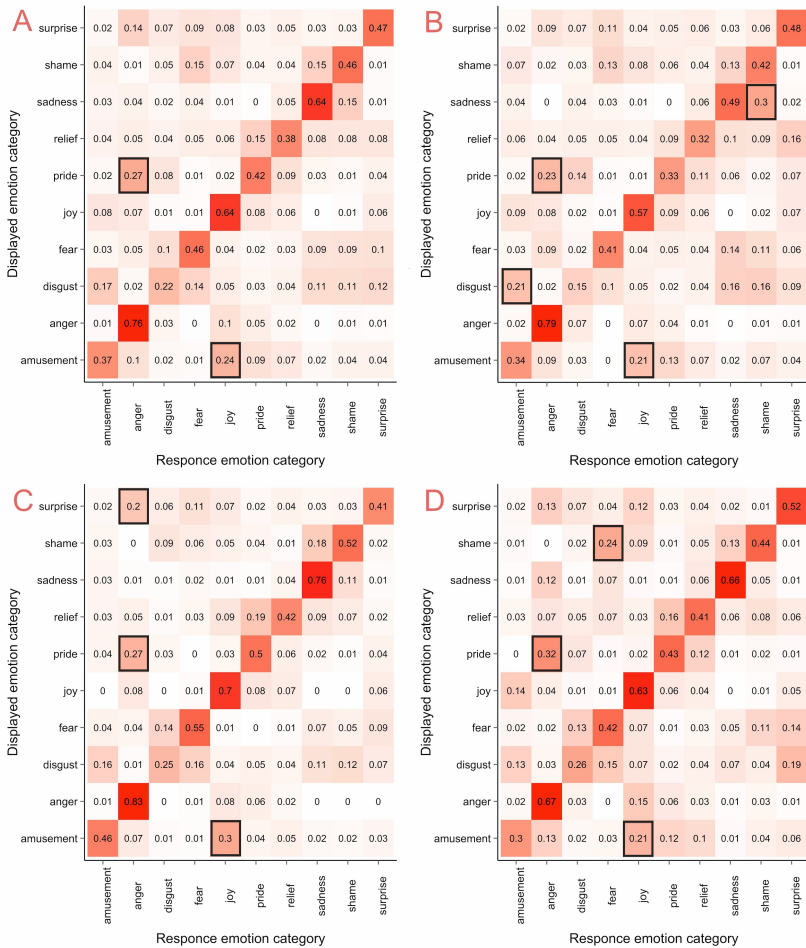 A
Displayed emotion category
surprise 0.02 0.14 0.07 0.09 0.08 0.03 0.05 0.03 0.03 0.47
shame 0.04 0.01 0.05 0.15 0.07 0.04 0.04 0.15 0.46 0.01
sadness 0.03 0.04 0.02 0.04 0.01 0 0.05 0.64 0.15 0.01
relief 0.04 0.05 0.04 0.05 0.06 0.15 0.38 0.08 0.08 0.08
pride 0.02 0.27 0.08 0.01 0.02 0.42 0.09 0.03 0.01 0.04
joy 0.08 0.07 0.01 0.01 0.64 0.08 0.06 0 0.01 0.06
fear 0.03 0.05 0.1 0.46 0.04 0.02 0.03 0.09 0.09 0.1
disgust 0.17 0.02 0.22 0.14 0.05 0.03 0.04 0.11 0.11 0.12
anger 0.01 0.76 0.03 0 0.1 0.05 0.02 0 0.01 0.01
amusement 0.37 0.1 0.02 0.01 0.24 0.09 0.07 0.02 0.04 0.04
amusement anger disgust fear joy pride relief sadness shame surprise
Responce emotion category
B
Displayed emotion category
surprise 0.02 0.09 0.07 0.11 0.04 0.05 0.06 0.03 0.06 0.48
shame 0.07 0.02 0.03 0.13 0.08 0.06 0.04 0.13 0.42 0.01
sadness 0.04 0 0.04 0.03 0.01 0 0.06 0.49 0.3 0.02
relief 0.06 0.04 0.05 0.05 0.04 0.09 0.32 0.1 0.09 0.16
pride 0.02 0.23 0.14 0.01 0.01 0.33 0.11 0.06 0.02 0.07
joy 0.09 0.08 0.02 0.01 0.57 0.09 0.06 0 0.02 0.07
fear 0.03 0.09 0.02 0.41 0.04 0.05 0.04 0.14 0.11 0.06
disgust 0.21 0.02 0.15 0.1 0.05 0.02 0.04 0.16 0.16 0.09
anger 0.02 0.79 0.07 0 0.07 0.04 0 0 0.01 0.01
amusement 0.34 0.09 0.03 0 0.21 0.13 0.07 0.02 0.07 0.04
amusement anger disgust fear joy pride relief sadness shame surprise
Responce emotion category
C
Displayed emotion category
surprise 0.02 0.2 0.06 0.11 0.07 0.02 0.04 0.03 0.03 0.41
shame 0.03 0 0.09 0.06 0.05 0.04 0.01 0.18 0.52 0.02
sadness 0.03 0.01 0.01 0.02 0.01 0.01 0.04 0.76 0.11 0.01
relief 0.03 0.05 0.01 0.03 0.09 0.19 0.42 0.09 0.07 0.02
pride 0.04 0.27 0.03 0 0.03 0.5 0.06 0.02 0.02 0.01
joy 0 0.08 0 0.01 0.7 0.08 0.07 0 0 0.06
fear 0.04 0.04 0.14 0.55 0.01 0 0.01 0.07 0.05 0.09
disgust 0.16 0.01 0.25 0.16 0.04 0.05 0.04 0.11 0.12 0.07
anger 0.01 0.83 0 0 0.08 0.06 0.02 0 0 0
amusement 0.46 0.07 0.01 0.01 0.3 0.04 0.05 0.02 0.02 0.03
amusement anger disgust fear joy pride relief sadness shame surprise
Responce emotion category
D
Displayed emotion category
surprise 0.02 0.13 0.07 0.04 0.12 0.03 0.04 0.02 0.01 0.52
shame 0.01 0 0.02 0.24 0.09 0.01 0.05 0.13 0.44 0.01
sadness 0.01 0.12 0.01 0.07 0.01 0.01 0.06 0.66 0.05 0.01
relief 0.03 0.07 0.05 0.07 0.03 0.16 0.41 0.06 0.08 0.06
pride 0 0.32 0.07 0.01 0.02 0.43 0.12 0.01 0.02 0.01
joy 0.14 0.04 0.01 0.01 0.63 0.06 0.04 0 0.01 0.05
fear 0.02 0.02 0.13 0.42 0.07 0.01 0.03 0.05 0.11 0.14
disgust 0.13 0.03 0.26 0.15 0.07 0.02 0.04 0.07 0.04 0.19
anger 0.02 0.67 0.03 0 0.15 0.06 0.03 0.01 0.03 0.01
amusement 0.3 0.13 0.02 0.03 0.21 0.12 0.1 0.01 0.04 0.06
amusement anger disgust fear joy pride relief sadness shame surprise
Responce emotion category